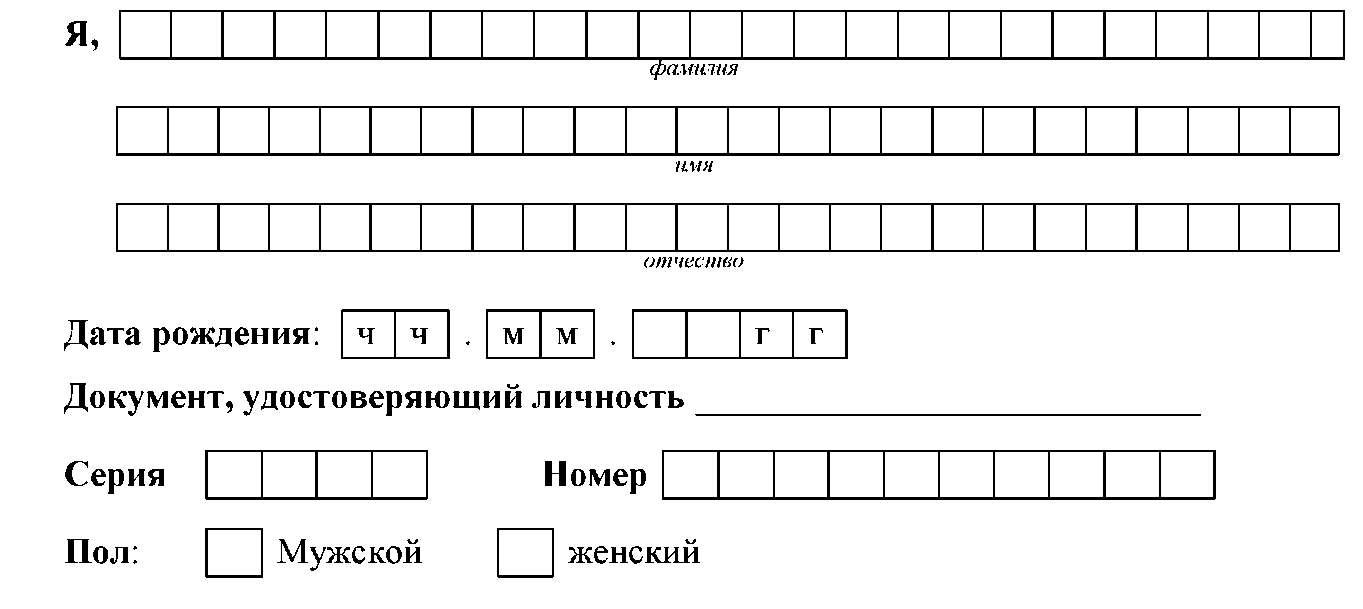 Я,
фамилия
имя
отчество
Дата рождения: ч ч . м м . г г
Документ, удостоверяющий личность
Серия Номер
Пол: Мужской женский